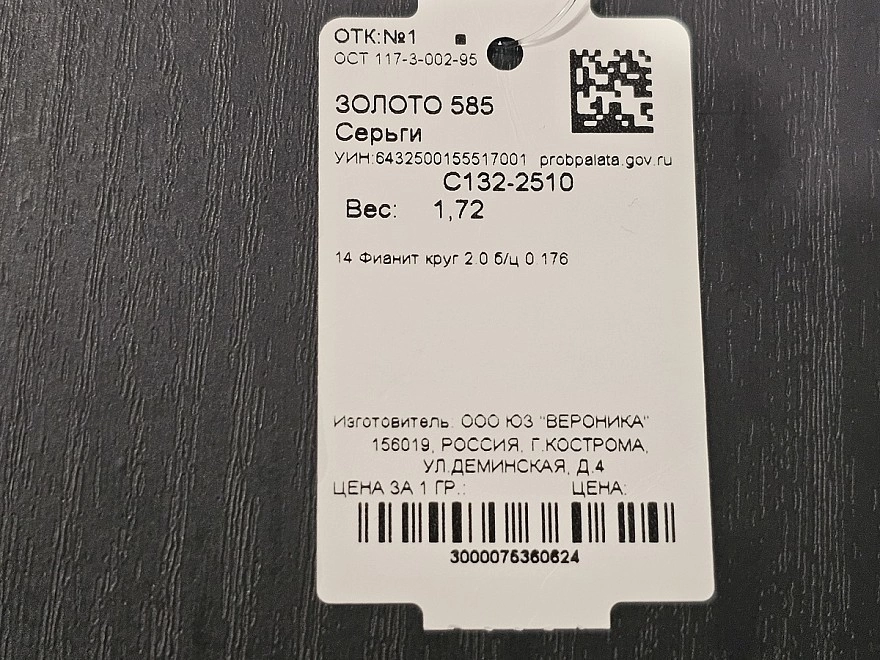 ОТК:№1
ОСТ 117-3-002-95
ЗОЛОТО 585
Серьги
УИН:6432500155517001 probpalata.gov.ru
С132-2510
Вес: 1,72
14 Фианит круг 2.0 б/ц 0.176
Изготовитель: ООО ЮЗ "ВЕРОНИКА"
156019, РОССИЯ, Г.КОСТРОМА,
УЛ.ДЕМИНСКАЯ, Д.4
ЦЕНА ЗА 1 ГР.: ЦЕНА:
3000075360624